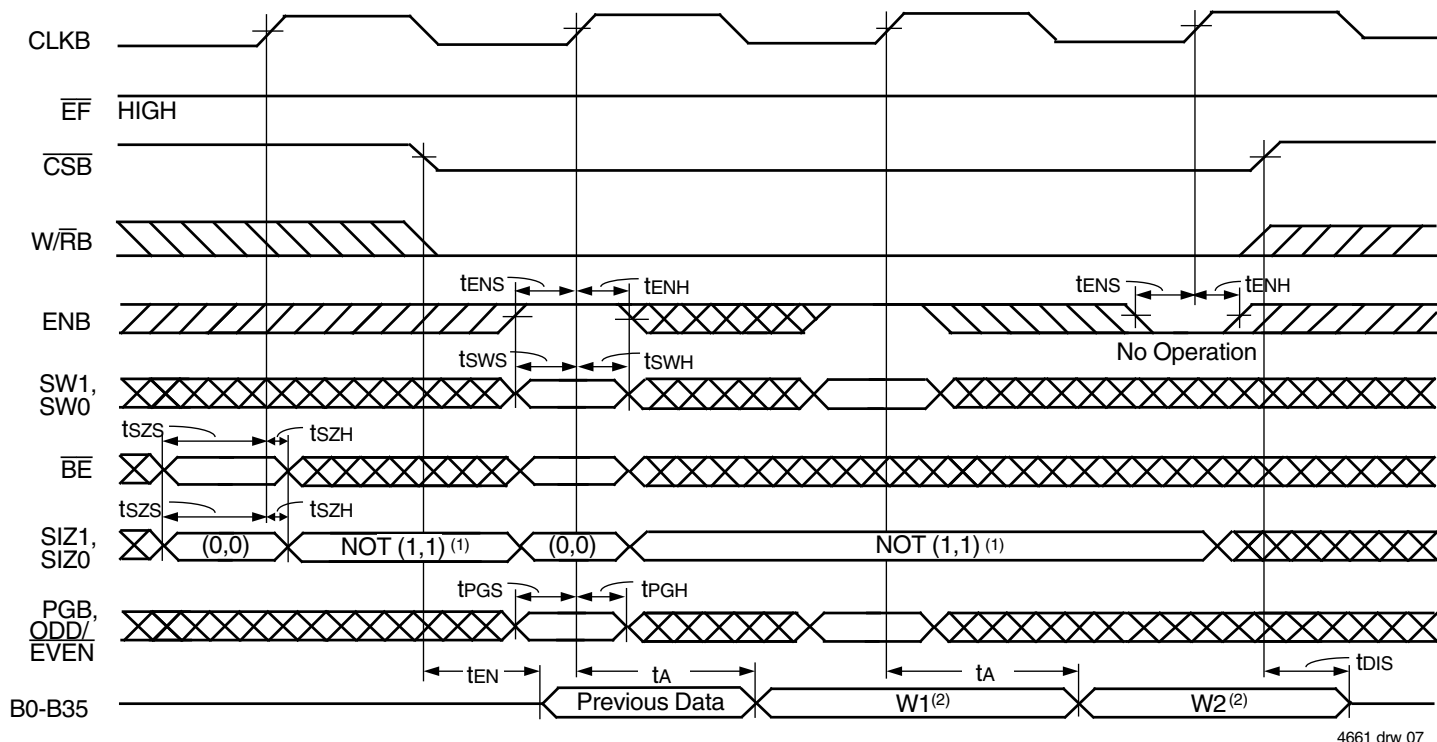 CLKB
EF HIGH
CSB
W/RB
tENS tENH tENS tENH
ENB
No Operation
tSWS tSWH
SW1,
SW0
tSZS tSZH
BE
tSZS tSZH
SIZ1,
SIZ0
(0,0) NOT (1,1) (1) (0,0) NOT (1,1) (1)
tPGS tPGH
PGB,
ODD/
EVEN
tEN tA tA tDIS
B0-B35 Previous Data W1(2) W2(2)
4661 drw 07